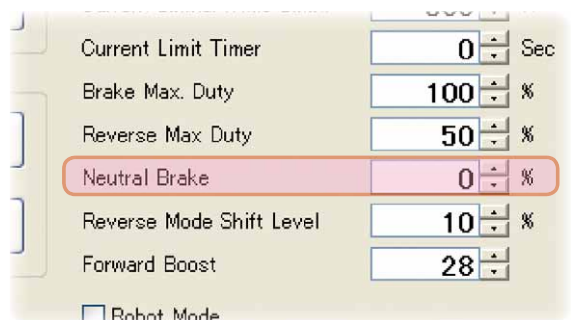 Current Limit Timer 0 Sec
Brake Max. Duty 100 %
Reverse Max Duty 50 %
Neutral Brake 0 %
Reverse Mode Shift Level 10 %
Forward Boost 28
Robot Mode